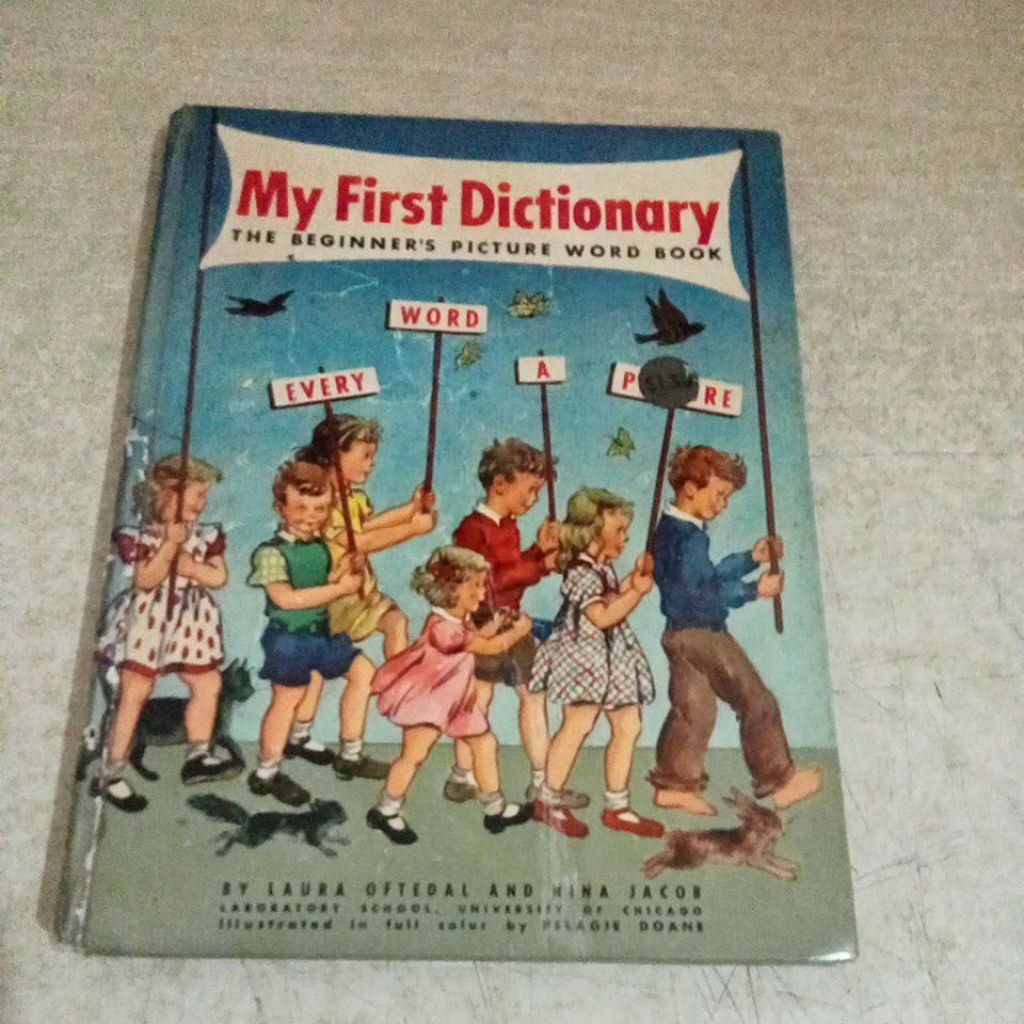 My First Dictionary
THE BEGINNER'S PICTURE WORD BOOK
EVERY
WORD
A
P RE
BY LAURA OFTEDAL AND NINA JACOB
LABORATORY SCHOOL, UNIVERSITY OF CHICAGO
Illustrated in full color by PELAGIE DOANE